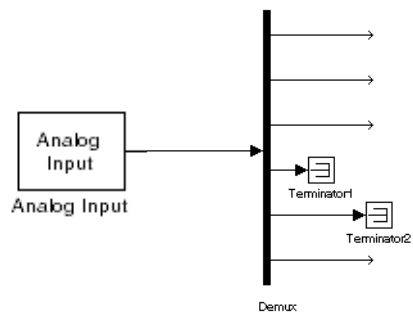 Analog
Input
Analog Input
Terminator1
Terminator2
Demux